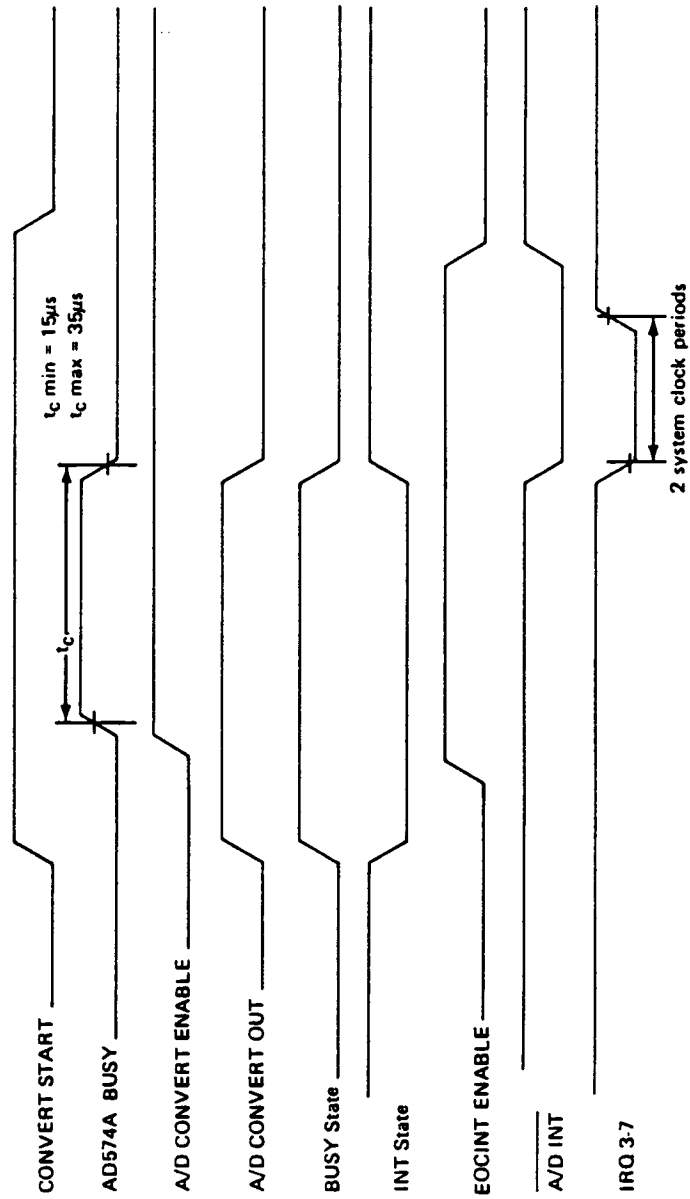 CONVERT START
t_c min = 15μs
t_c max = 35μs
t_c
AD574A BUSY
A/D CONVERT ENABLE
A/D CONVERT OUT
BUSY State
INT State
EOCINT ENABLE
A/D INT
IRQ 3-7
2 system clock periods